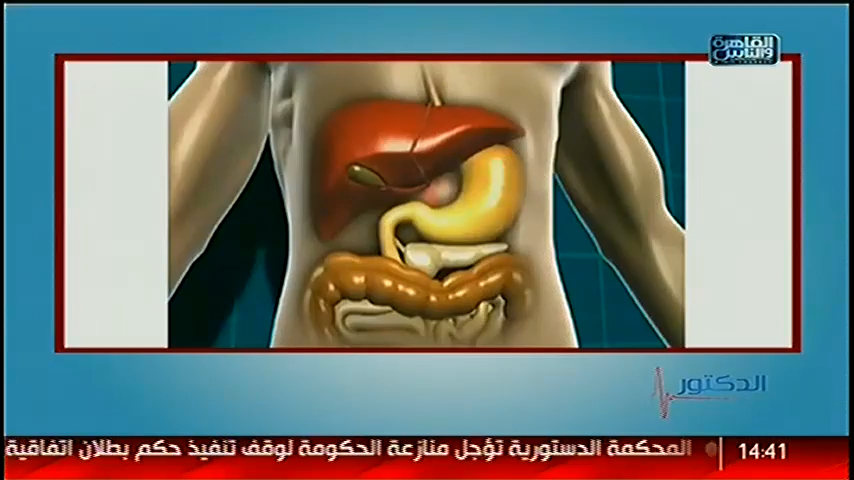 القاهرة
والناس
الدكتور
المحكمة الدستورية تؤجل منازعة الحكومة لوقف تنفيذ حكم بطلان اتفاقية
14:41